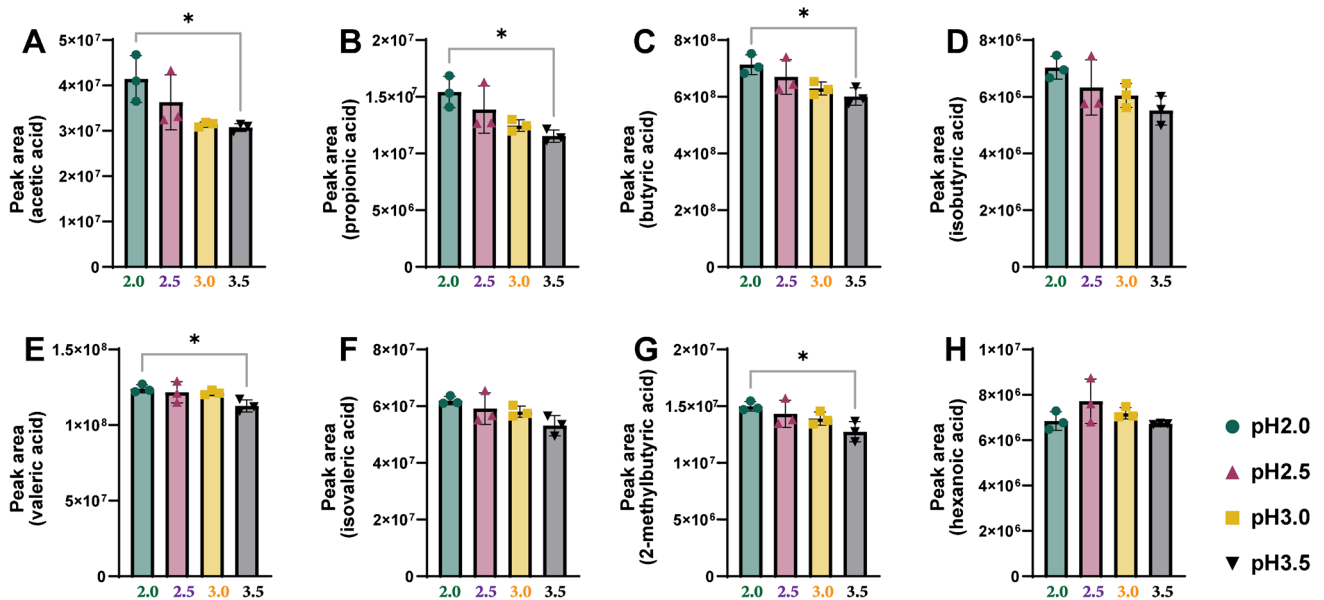 A
Peak area
(acetic acid)
5×10⁷
4×10⁷
3×10⁷
2×10⁷
1×10⁷
0
*
2.0 2.5 3.0 3.5
B
Peak area
(propionic acid)
2×10⁷
1.5×10⁷
1×10⁷
5×10⁶
0
*
2.0 2.5 3.0 3.5
C
Peak area
(butyric acid)
8×10⁸
6×10⁸
4×10⁸
2×10⁸
0
*
2.0 2.5 3.0 3.5
D
Peak area
(isobutyric acid)
8×10⁶
6×10⁶
4×10⁶
2×10⁶
0
2.0 2.5 3.0 3.5
E
Peak area
(valeric acid)
1.5×10⁸
1×10⁸
5×10⁷
0
*
2.0 2.5 3.0 3.5
F
Peak area
(isovaleric acid)
8×10⁷
6×10⁷
4×10⁷
2×10⁷
0
2.0 2.5 3.0 3.5
G
Peak area
(2-methylbutyric acid)
2×10⁷
1.5×10⁷
1×10⁷
5×10⁶
0
*
2.0 2.5 3.0 3.5
H
Peak area
(hexanoic acid)
1×10⁷
8×10⁶
6×10⁶
4×10⁶
2×10⁶
0
2.0 2.5 3.0 3.5
pH2.0
pH2.5
pH3.0
pH3.5